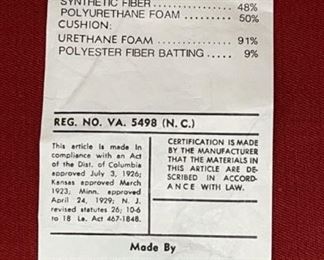 SYNTHETIC FIBER............ 48%
POLYURETHANE FOAM..... 50%
CUSHION:
URETHANE FOAM........... 91%
POLYESTER FIBER BATTING.. 9%
REG. NO. VA. 5498 (N. C.)
This article is made In
compliance with an Act
of the Dist. of Columbia
approved July 3, 1926;
Kansas approved March
1923, Minn. approved
April 24, 1929; N. J.
revised statutes 26; 10-6
to 18 La. Act 467-1848.
CERTIFICATION IS MADE
BY THE MANUFACTURER
THAT THE MATERIALS IN
THIS ARTICLE ARE DE-
SCRIBED IN ACCORD-
ANCE WITH LAW.
Made By